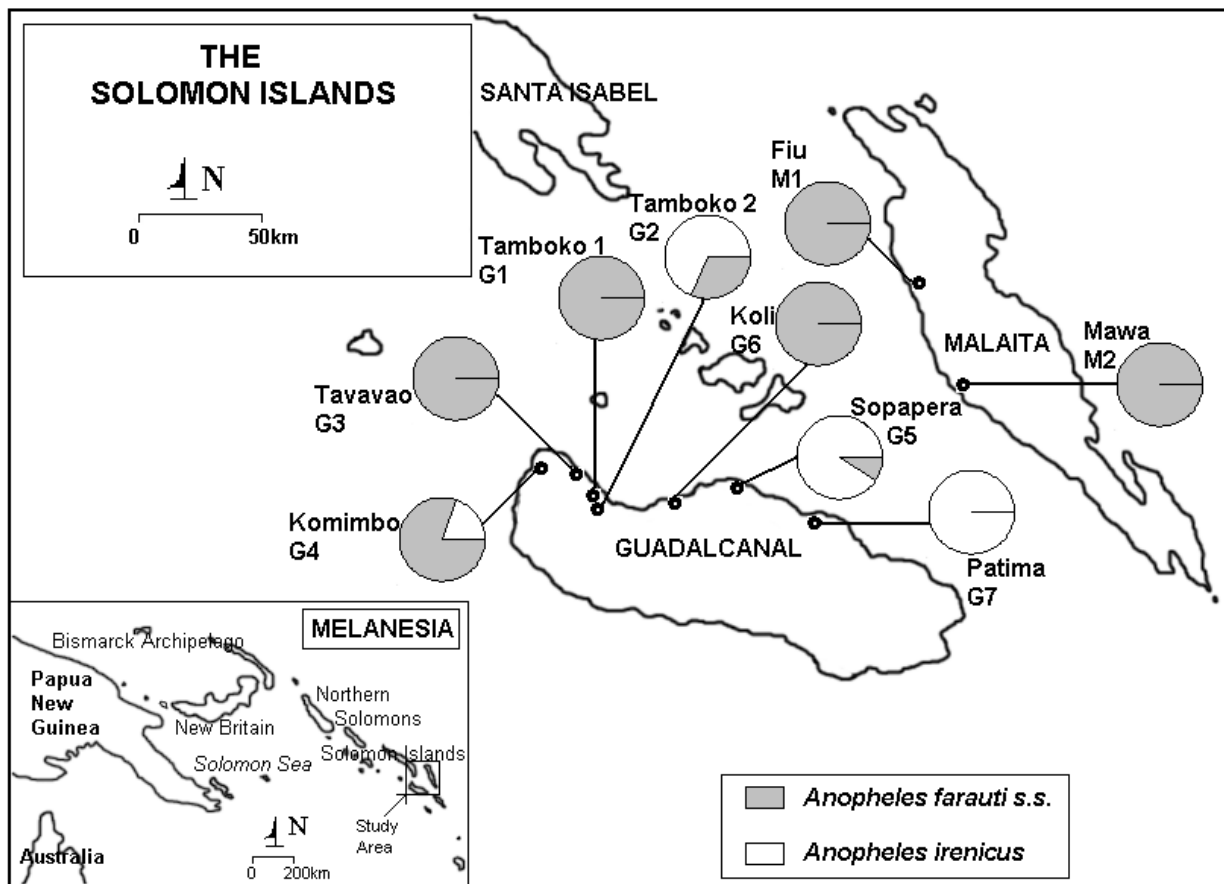 THE
SOLOMON ISLANDS
N
0 50km
SANTA ISABEL
Fiu
M1
Tamboko 2
G2
Tamboko 1
G1
Koli
G6
MALAITA
Mawa
M2
Tavavao
G3
Sopapera
G5
Komimbo
G4
GUADALCANAL
Patima
G7
MELANESIA
Bismarck Archipelago
Papua
New
Guinea
New Britain
Northern
Solomons
Solomon Islands
Solomon Sea
Study
Area
N
0 200km
Australia
Anopheles farauti s.s.
Anopheles irenicus